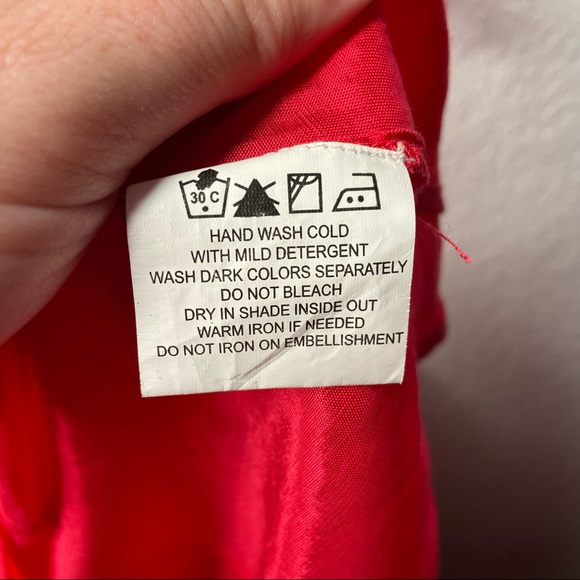 30 C
HAND WASH COLD
WITH MILD DETERGENT
WASH DARK COLORS SEPARATELY
DO NOT BLEACH
DRY IN SHADE INSIDE OUT
WARM IRON IF NEEDED
DO NOT IRON ON EMBELLISHMENT